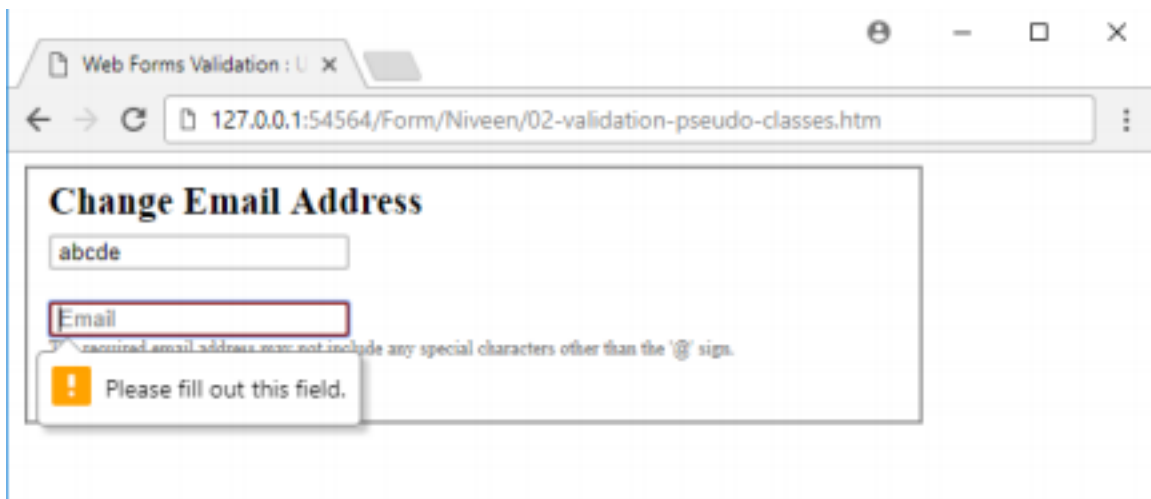 Web Forms Validation : U
127.0.0.1:54564/Form/Niveen/02-validation-pseudo-classes.htm
Change Email Address
abcde
Email
required email address may not include any special characters other than the '@' sign.
Please fill out this field.